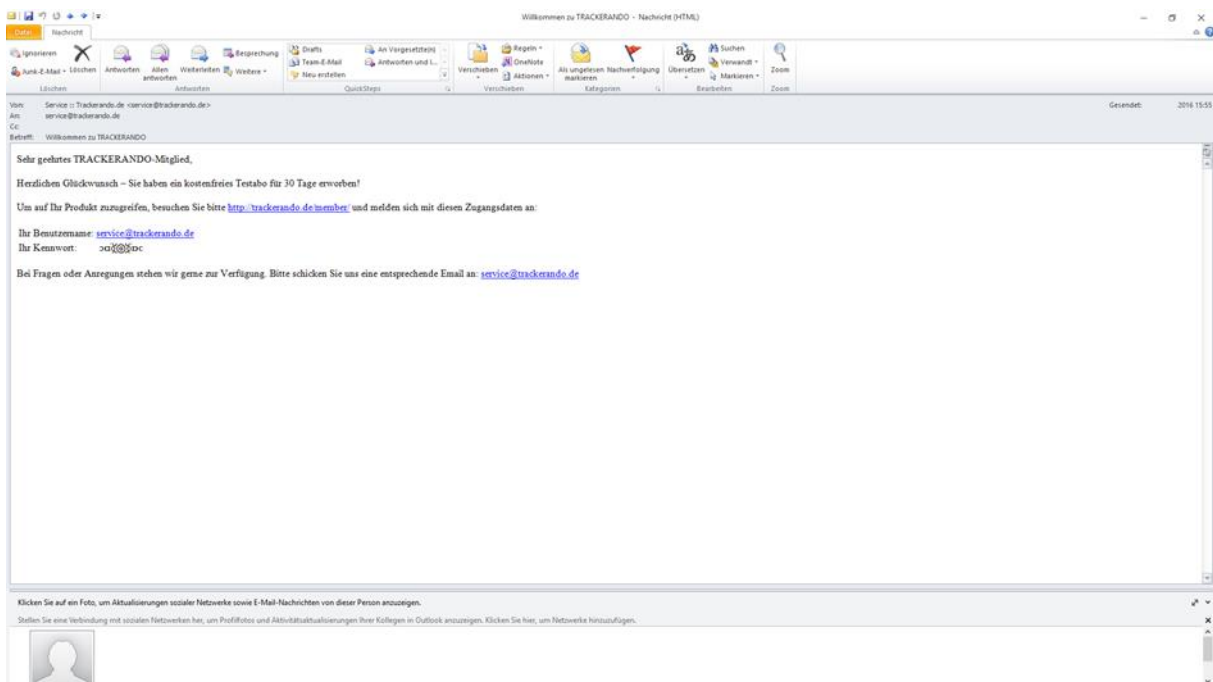 Willkommen zu TRACKERANDO - Nachricht (HTML)
Datei Nachricht
Ignorieren
Junk-E-Mail
Löschen
Antworten
Allen antworten
Weiterleiten
Besprechung
Weitere
Drafts
Team-E-Mail
Neu erstellen
An Vorgesetzte(n)
Antworten und L...
Verschieben
Regeln
OneNote
Aktionen
Als ungelesen markieren
Nachverfolgung
Übersetzen
Suchen
Verwandt
Markieren
Zoom
Löschen Antworten QuickSteps Verschieben Kategorien Bearbeiten Zoom
Von: Service :: Trackerando.de <service@trackerando.de> Gesendet: 2016 15:55
An: service@trackerando.de
Cc:
Betreff: Willkommen zu TRACKERANDO
Sehr geehrtes TRACKERANDO-Mitglied,
Herzlichen Glückwunsch – Sie haben ein kostenfreies Testabo für 30 Tage erworben!
Um auf Ihr Produkt zuzugreifen, besuchen Sie bitte http://trackerando.de/member/ und melden sich mit diesen Zugangsdaten an:
Ihr Benutzername: service@trackerando.de
Ihr Kennwort:
Bei Fragen oder Anregungen stehen wir gerne zur Verfügung. Bitte schicken Sie uns eine entsprechende Email an: service@trackerando.de
Klicken Sie auf ein Foto, um Aktualisierungen sozialer Netzwerke sowie E-Mail-Nachrichten von dieser Person anzuzeigen.
Stellen Sie eine Verbindung mit sozialen Netzwerken her, um Profilfotos und Aktivitätsaktualisierungen Ihrer Kollegen in Outlook anzuzeigen. Klicken Sie hier, um Netzwerke hinzuzufügen.